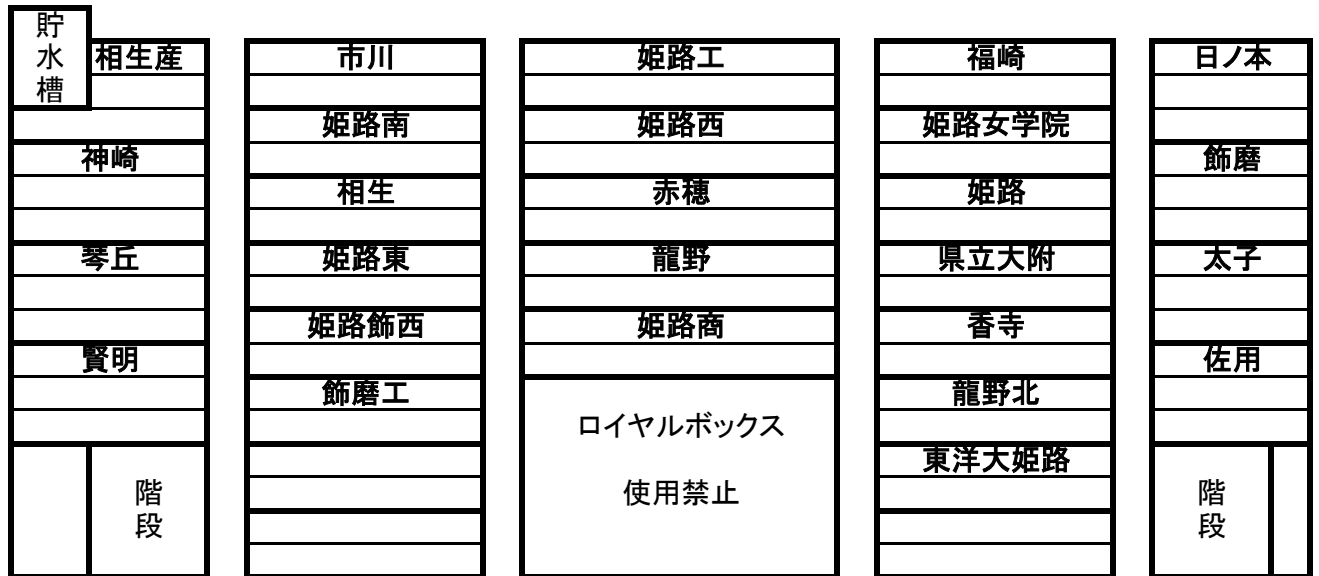 貯水槽
相生産
神崎
琴丘
賢明
階段
市川
姫路南
相生
姫路東
姫路飾西
飾磨工
姫路工
姫路西
赤穂
龍野
姫路商
ロイヤルボックス
使用禁止
福崎
姫路女学院
姫路
県立大附
香寺
龍野北
東洋大姫路
日ノ本
飾磨
太子
佐用
階段